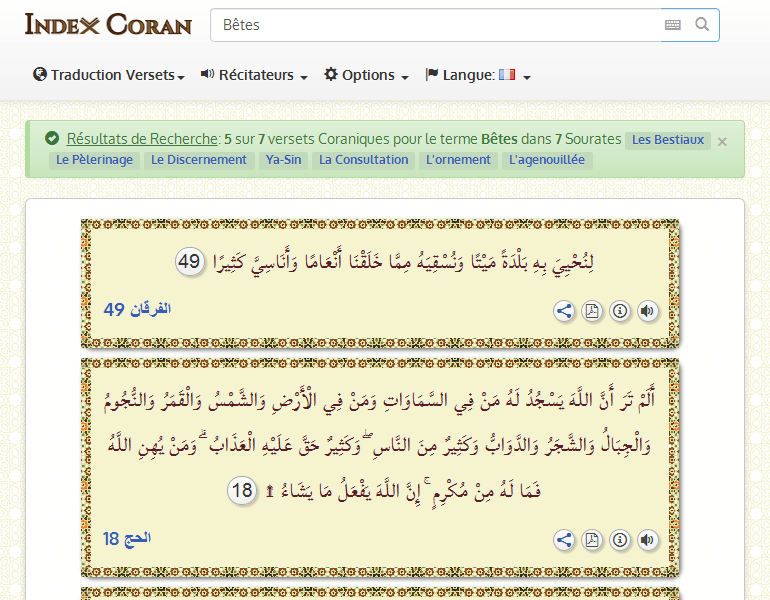 INDEX CORAN
Bêtes
Traduction Versets Récitateurs Options Langue:
Résultats de Recherche: 5 sur 7 versets Coraniques pour le terme Bêtes dans 7 Sourates Les Bestiaux ×
Le Pèlerinage Le Discernement Ya-Sin La Consultation L'ornement L'agenouillée
لِنُحْيِيَ بِهِ بَلْدَةً مَيْتًا وَنُسْقِيَهُ مِمَّا خَلَقْنَا أَنْعَامًا وَأَنَاسِيَّ كَثِيرًا 49
الفرقان 49
أَلَمْ تَرَ أَنَّ اللَّهَ يَسْجُدُ لَهُ مَنْ فِي السَّمَاوَاتِ وَمَنْ فِي الْأَرْضِ وَالشَّمْسُ وَالْقَمَرُ وَالنُّجُومُ
وَالْجِبَالُ وَالشَّجَرُ وَالدَّوَابُّ وَكَثِيرٌ مِنَ النَّاسِ ۖ وَكَثِيرٌ حَقَّ عَلَيْهِ الْعَذَابُ ۗ وَمَنْ يُهِنِ اللَّهُ
فَمَا لَهُ مِنْ مُكْرِمٍ ۚ إِنَّ اللَّهَ يَفْعَلُ مَا يَشَاءُ ۩ 18
الحج 18